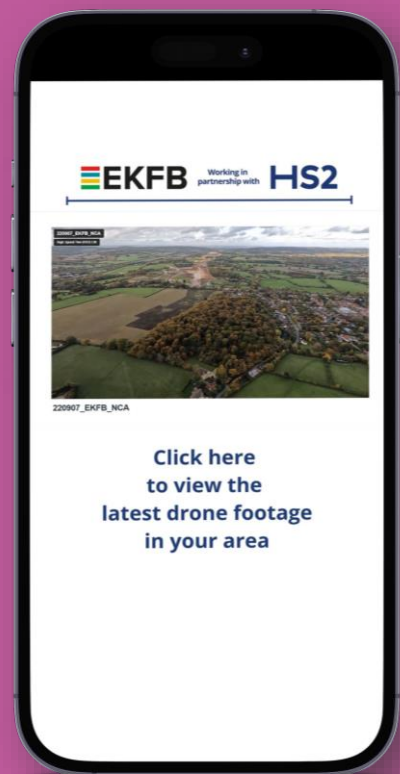 EKFB
Working in
partnership with
HS2
220907_EKFB_NCA
220907_EKFB_NCA
Click here
to view the
latest drone footage
in your area